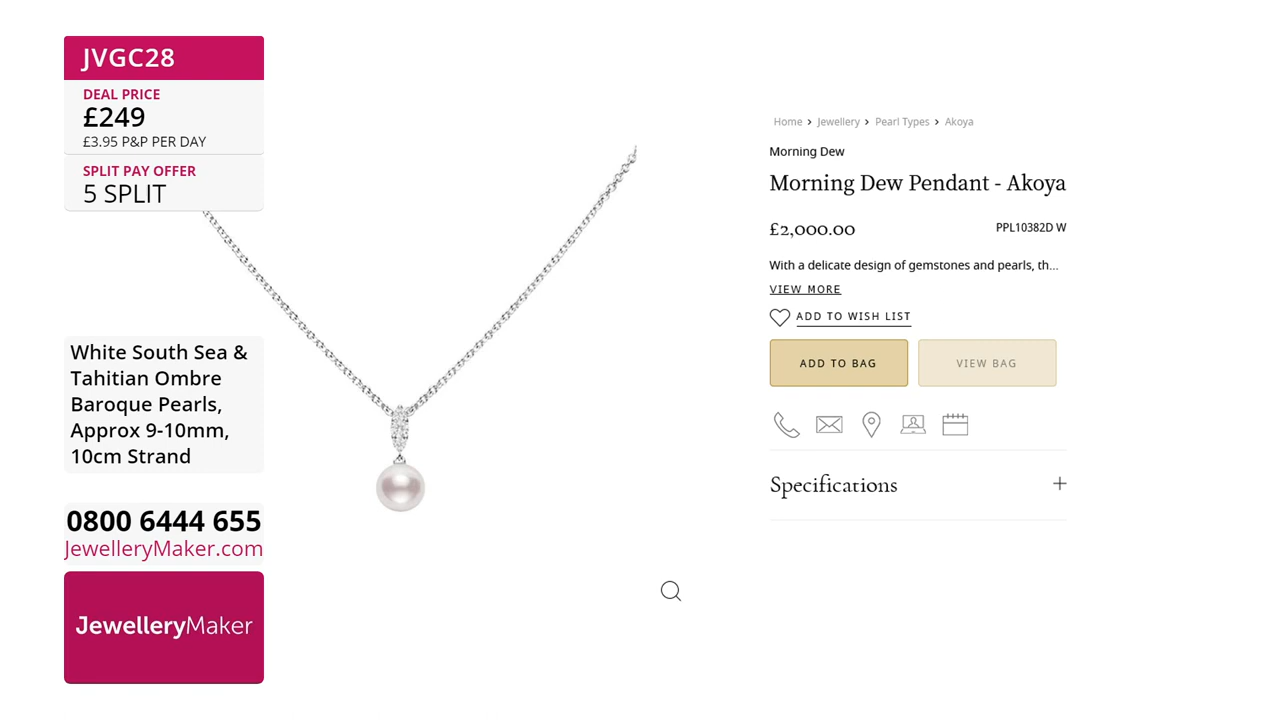 JVGC28
DEAL PRICE
£249
£3.95 P&P PER DAY
SPLIT PAY OFFER
5 SPLIT
White South Sea &
Tahitian Ombre
Baroque Pearls,
Approx 9-10mm,
10cm Strand
0800 6444 655
JewelleryMaker.com
JewelleryMaker
Home > Jewellery > Pearl Types > Akoya
Morning Dew
Morning Dew Pendant - Akoya
£2,000.00 PPL10382D W
With a delicate design of gemstones and pearls, th...
VIEW MORE
ADD TO WISH LIST
ADD TO BAG VIEW BAG
Specifications +